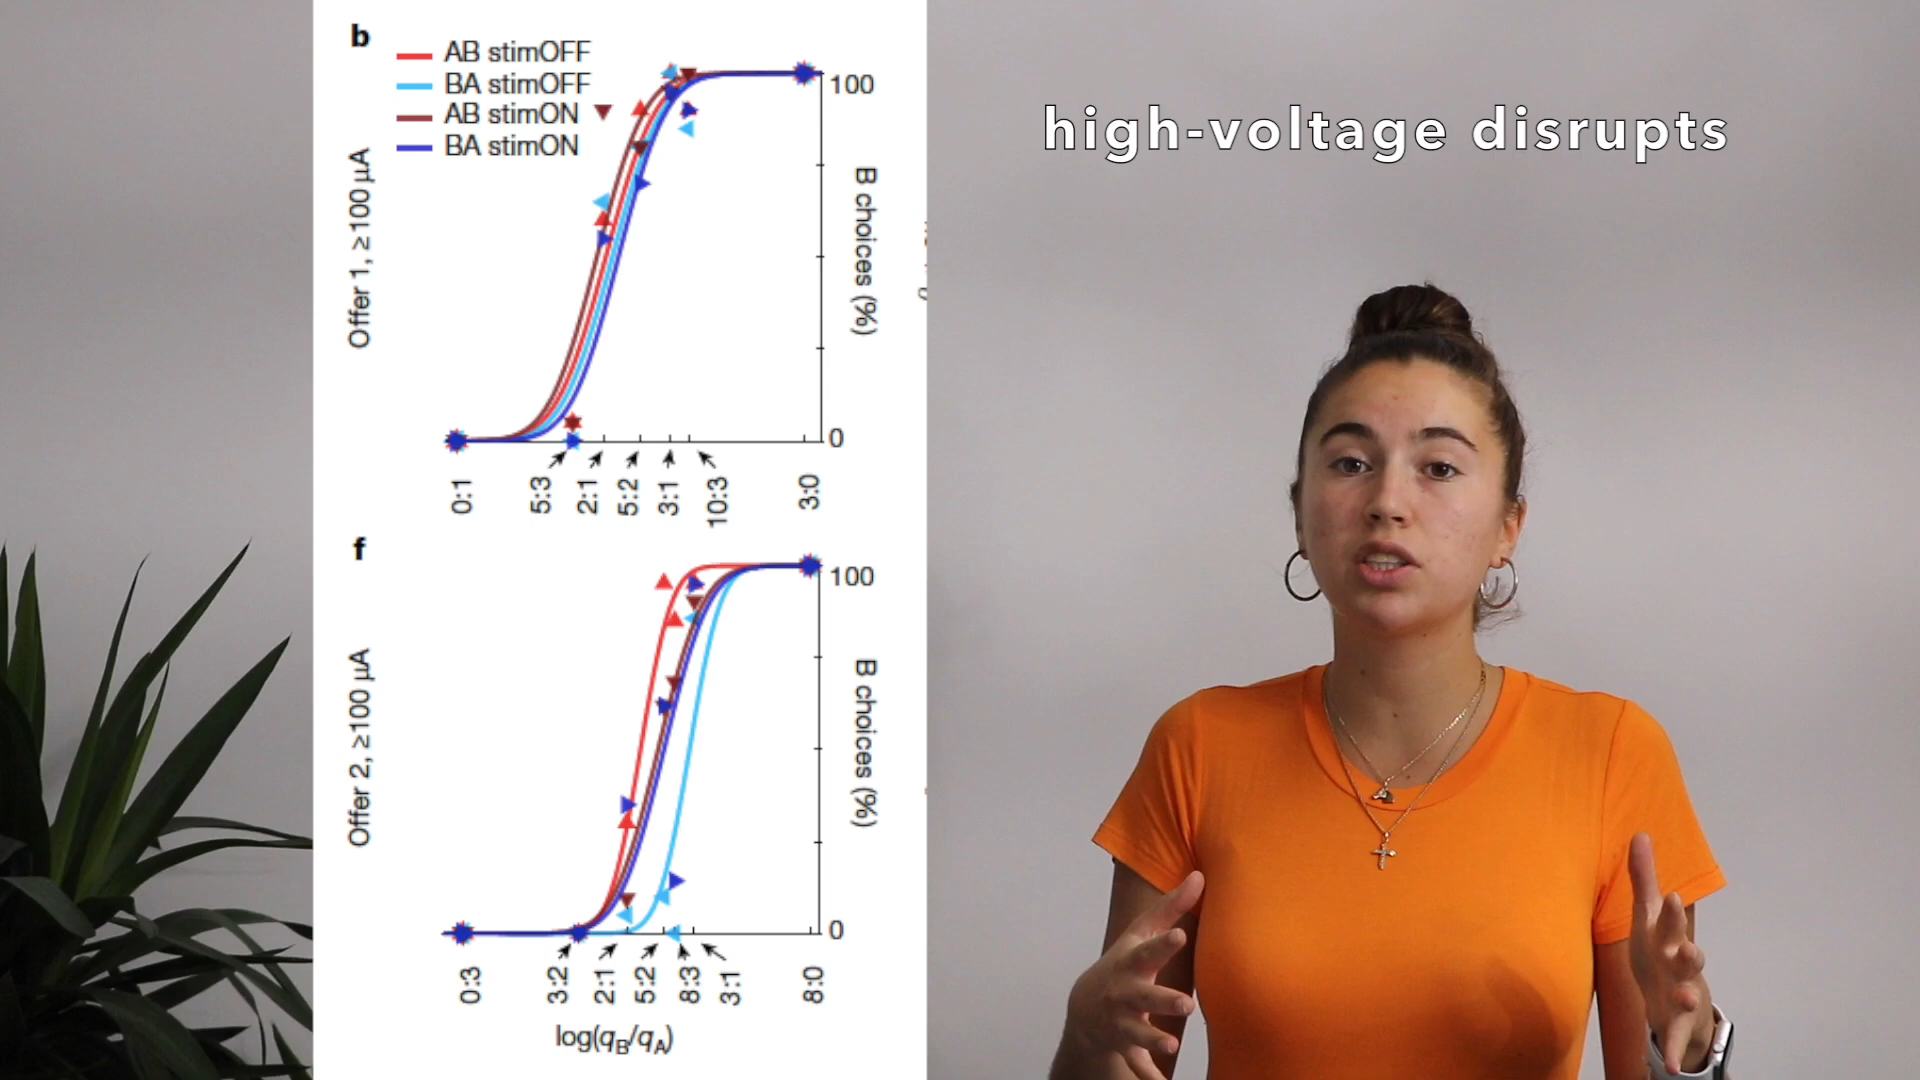 b
AB stimOFF
BA stimOFF
AB stimON
BA stimON
Offer 1, ≥100 µA
100
B choices (%)
0
0:1
5:3
2:1
5:2
3:1
10:3
3:0
f
Offer 2, ≥100 µA
100
B choices (%)
0
0:3
3:2
2:1
5:2
8:3
3:1
8:0
log(qB/qA)
high-voltage disrupts